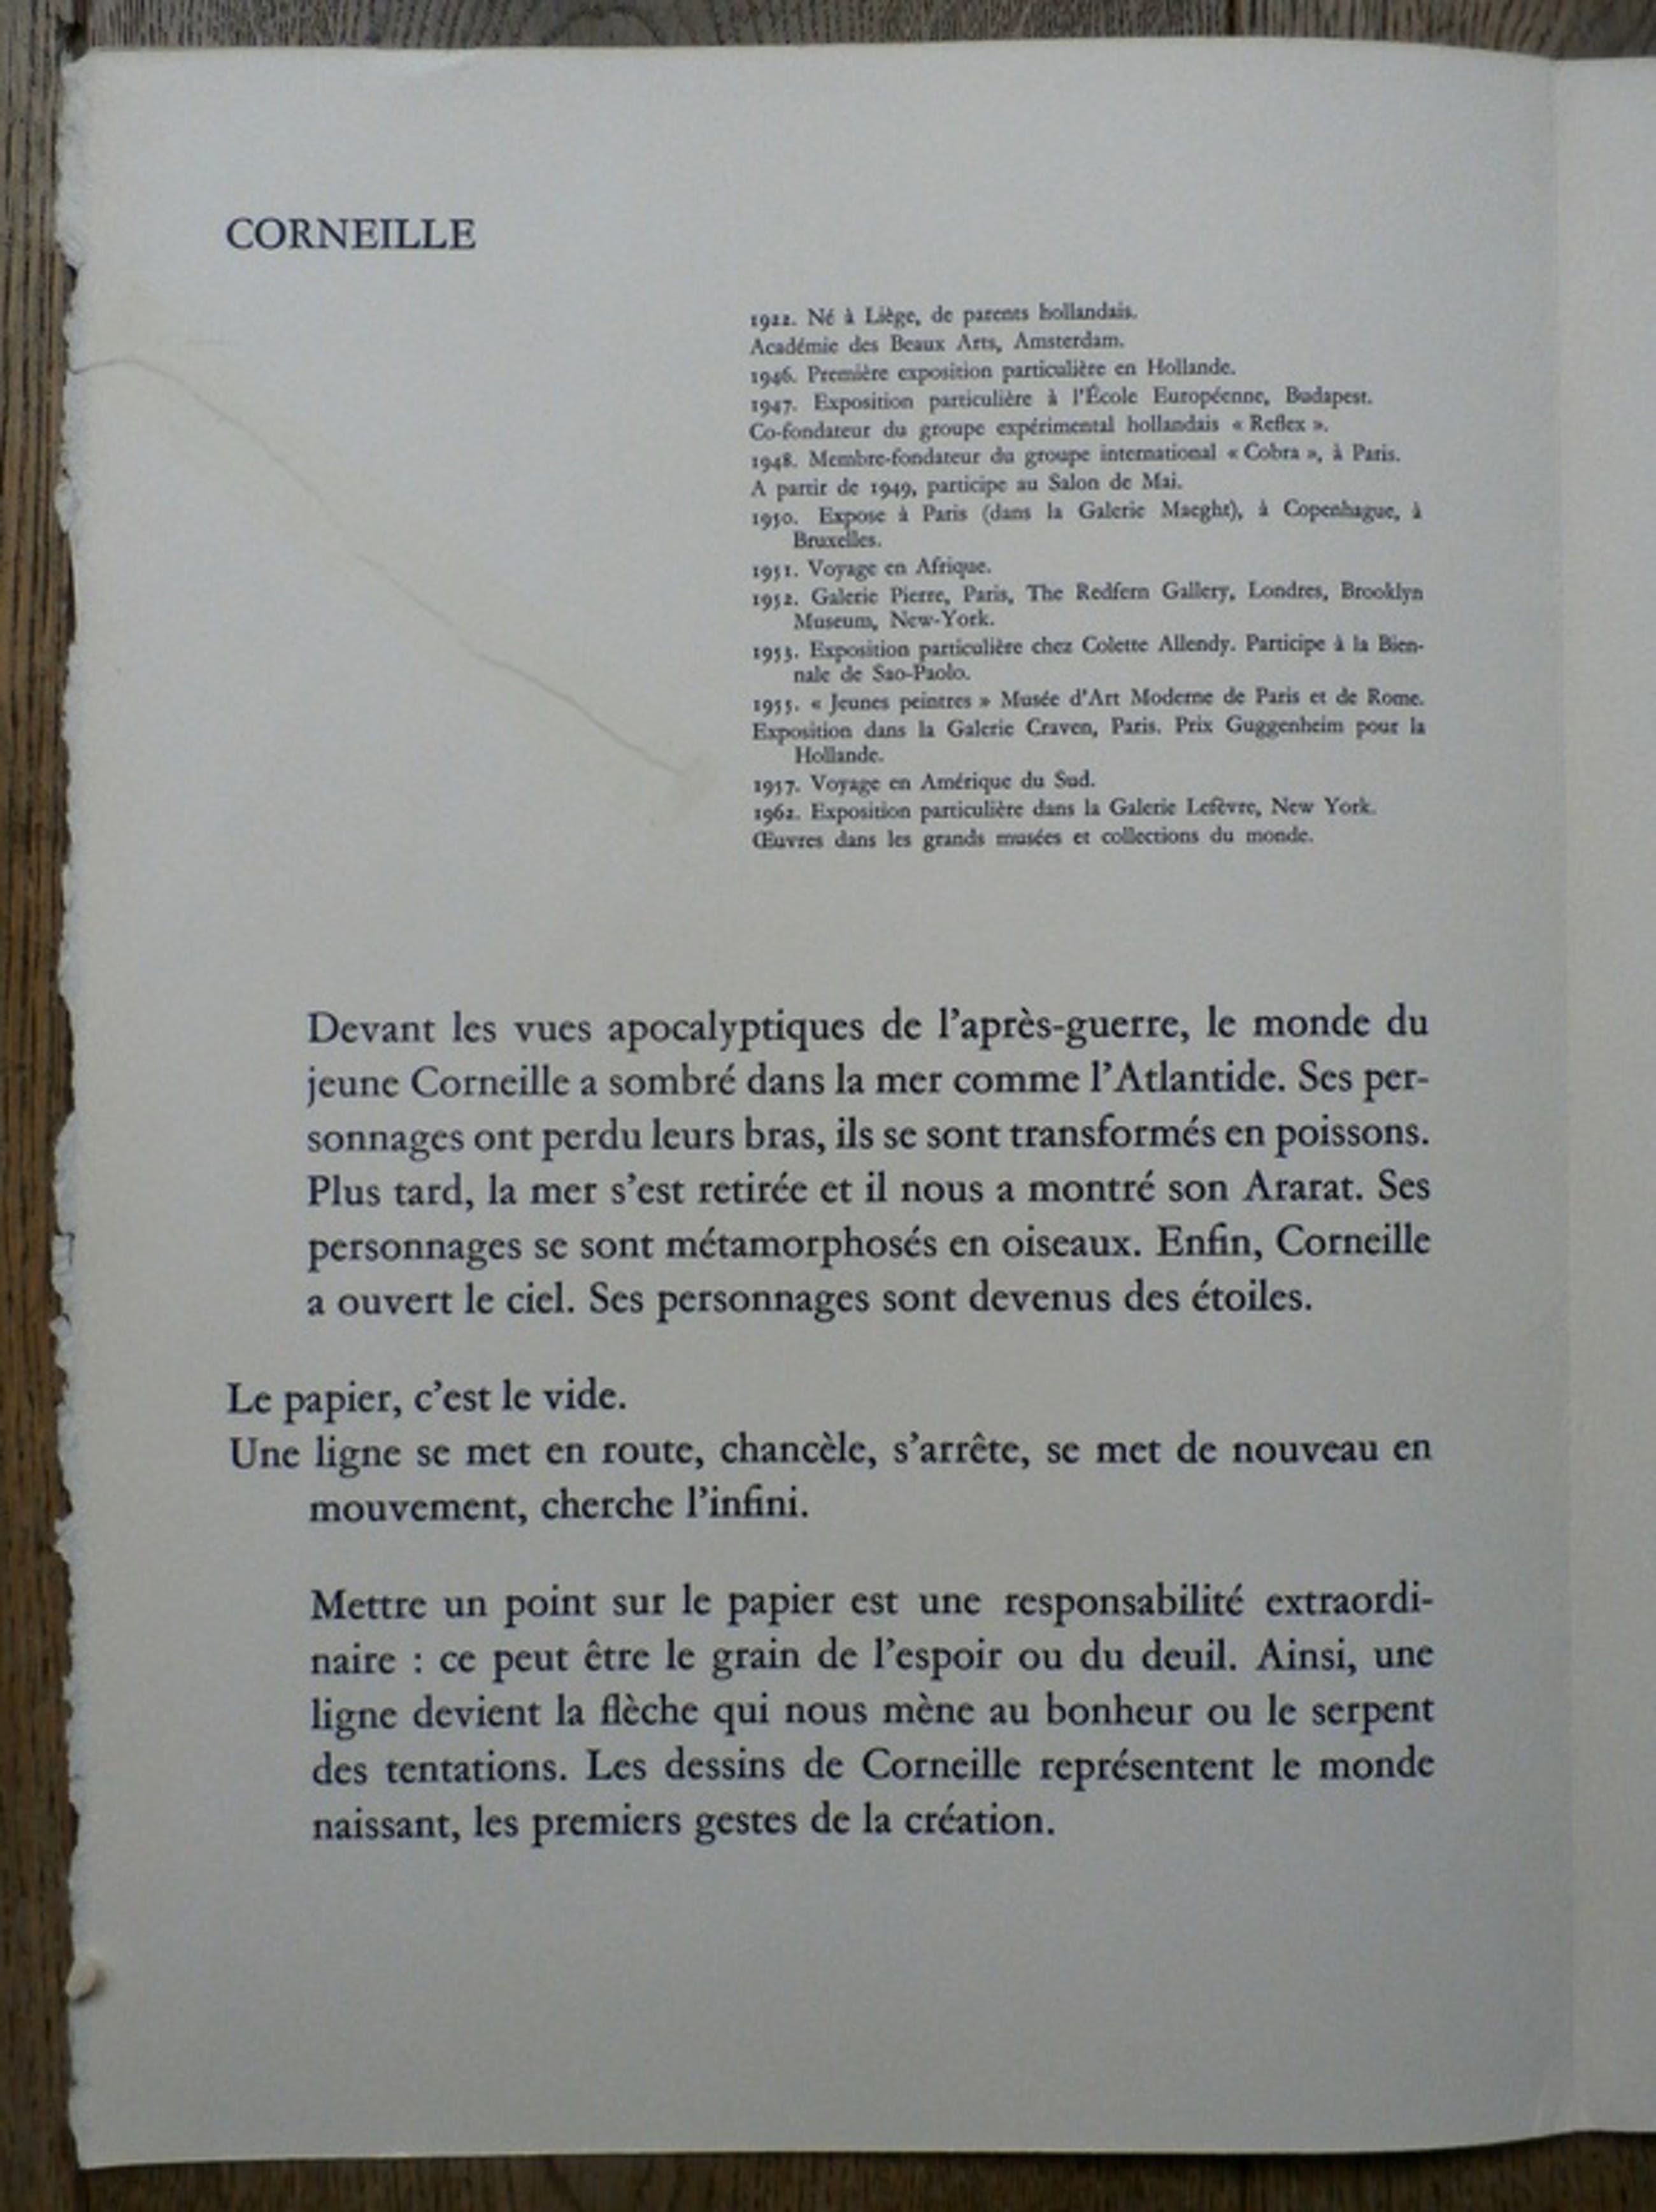 CORNEILLE
1922. Né à Liège, de parents hollandais.
Académie des Beaux Arts, Amsterdam.
1946. Première exposition particulière en Hollande.
1947. Exposition particulière à l'École Européenne, Budapest.
Co-fondateur du groupe expérimental hollandais « Reflex ».
1948. Membre-fondateur du groupe international « Cobra », à Paris.
A partir de 1949, participe au Salon de Mai.
1950. Expose à Paris (dans la Galerie Maeght), à Copenhague, à
Bruxelles.
1951. Voyage en Afrique.
1952. Galerie Pierre, Paris, The Redfern Gallery, Londres, Brooklyn
Museum, New-York.
1953. Exposition particulière chez Colette Allendy. Participe à la Bien-
nale de Sao-Paolo.
1955. « Jeunes peintres » Musée d'Art Moderne de Paris et de Rome.
Exposition dans la Galerie Craven, Paris. Prix Guggenheim pour la
Hollande.
1957. Voyage en Amérique du Sud.
1962. Exposition particulière dans la Galerie Lefèvre, New York.
Œuvres dans les grands musées et collections du monde.
Devant les vues apocalyptiques de l'après-guerre, le monde du
jeune Corneille a sombré dans la mer comme l'Atlantide. Ses per-
sonnages ont perdu leurs bras, ils se sont transformés en poissons.
Plus tard, la mer s'est retirée et il nous a montré son Ararat. Ses
personnages se sont métamorphosés en oiseaux. Enfin, Corneille
a ouvert le ciel. Ses personnages sont devenus des étoiles.
Le papier, c'est le vide.
Une ligne se met en route, chancèle, s'arrête, se met de nouveau en
mouvement, cherche l'infini.
Mettre un point sur le papier est une responsabilité extraordi-
naire : ce peut être le grain de l'espoir ou du deuil. Ainsi, une
ligne devient la flèche qui nous mène au bonheur ou le serpent
des tentations. Les dessins de Corneille représentent le monde
naissant, les premiers gestes de la création.